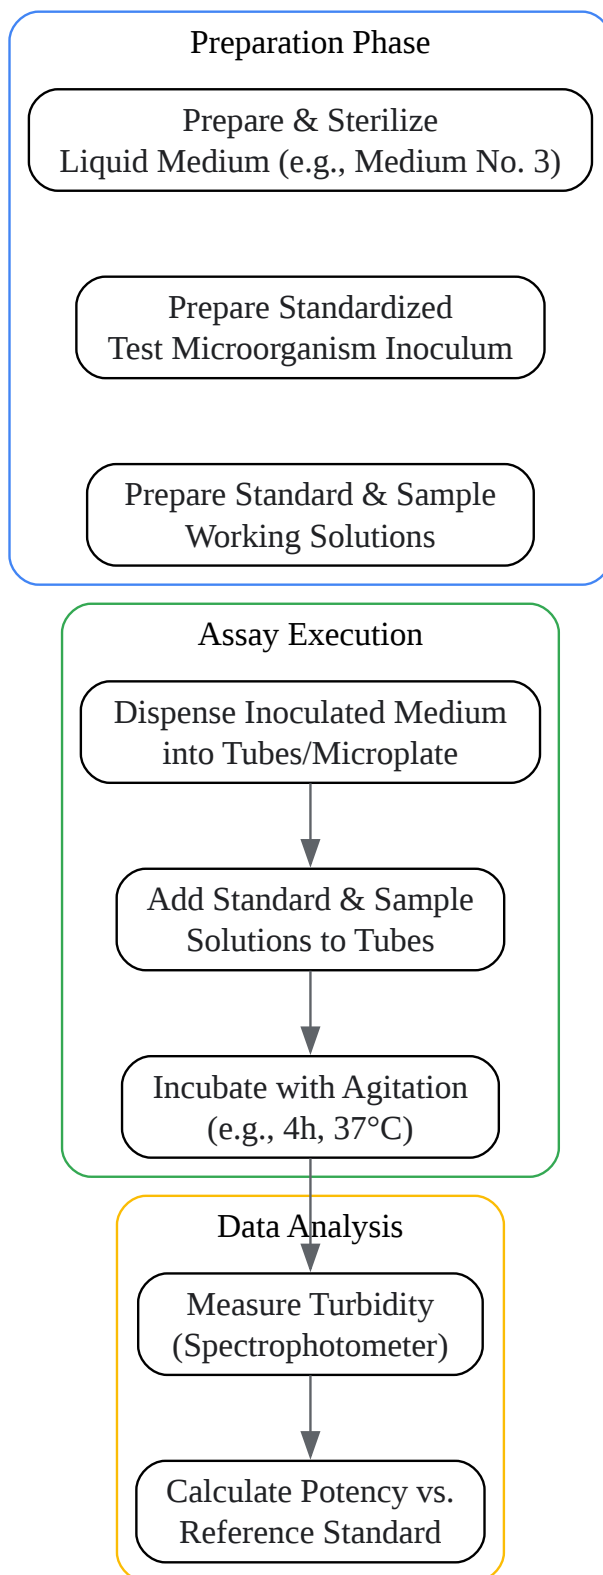 Preparation Phase
Prepare & Sterilize
Liquid Medium (e.g., Medium No. 3)
Prepare Standardized
Test Microorganism Inoculum
Prepare Standard & Sample
Working Solutions
Assay Execution
Dispense Inoculated Medium
into Tubes/Microplate
Add Standard & Sample
Solutions to Tubes
Incubate with Agitation
(e.g., 4h, 37°C)
Data Analysis
Measure Turbidity
(Spectrophotometer)
Calculate Potency vs.
Reference Standard